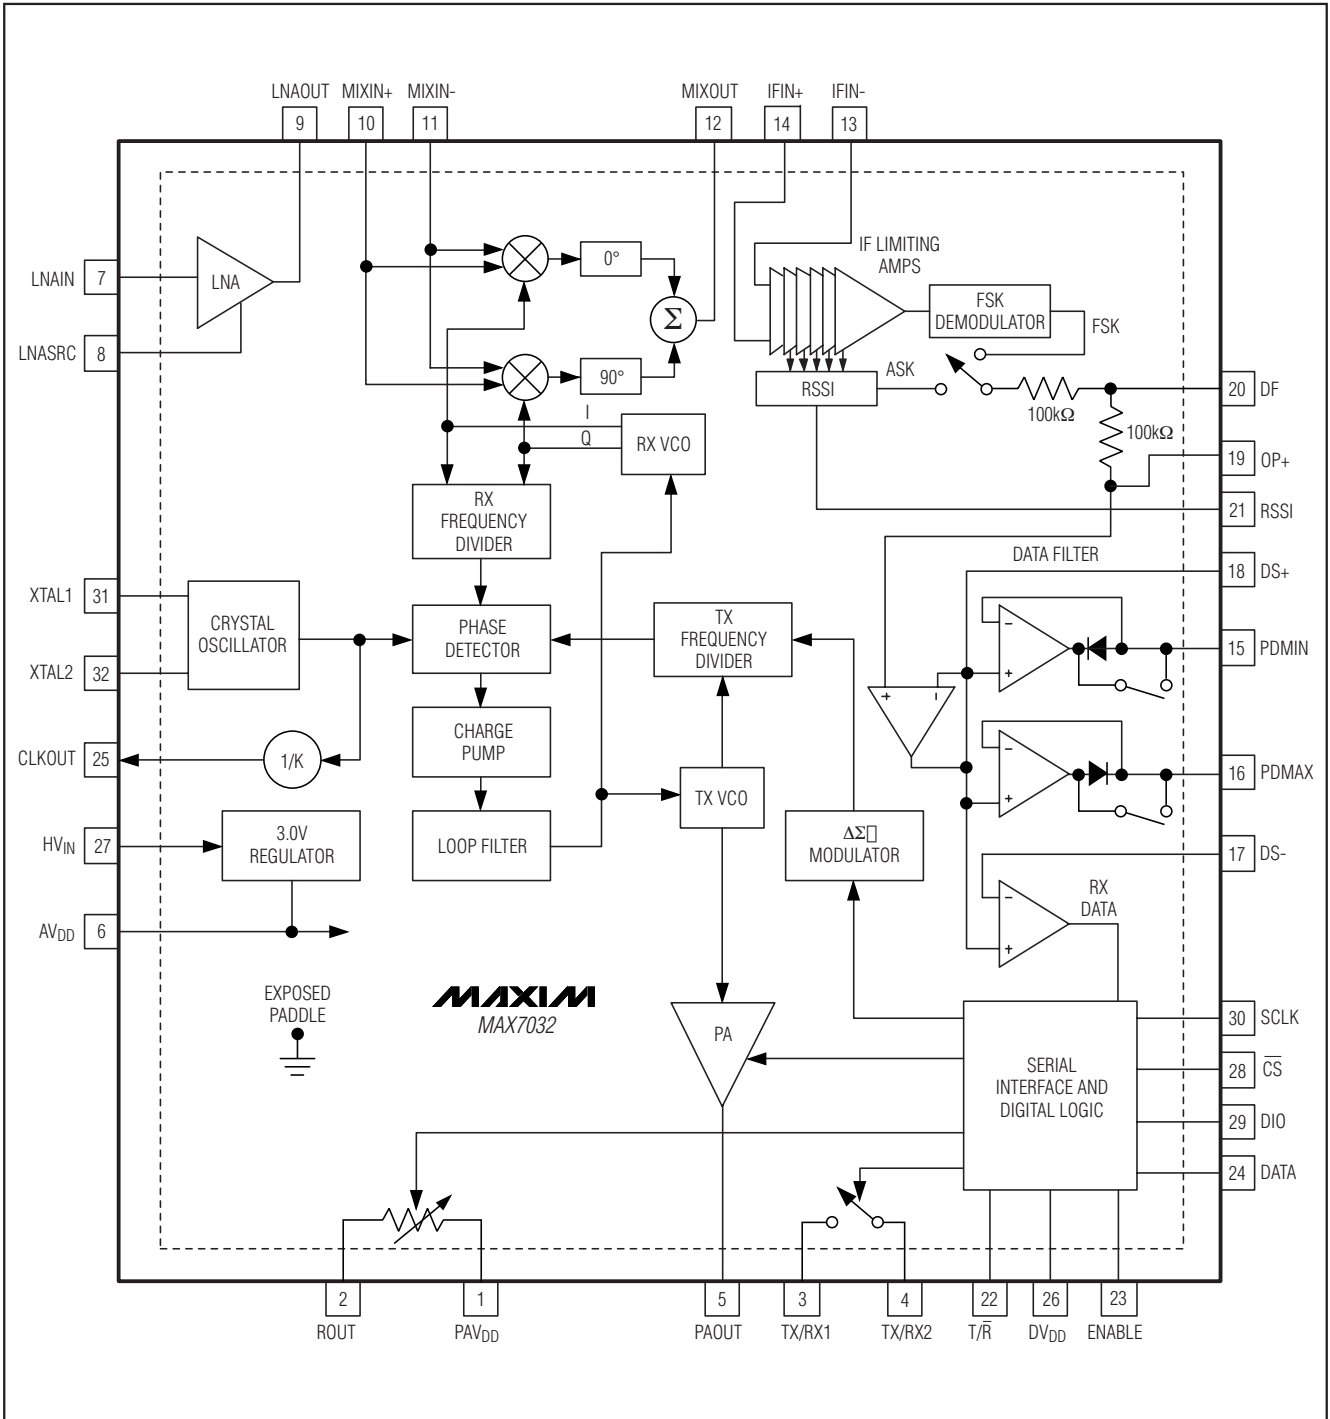 LNAOUT MIXIN+ MIXIN- MIXOUT IFIN+ IFIN-
9 10 11 12 14 13
IF LIMITING
AMPS
LNAIN 7
LNA
0°
Σ
FSK
DEMODULATOR
FSK
LNASRC 8
90°
RSSI
ASK
100kΩ
20 DF
100kΩ
I
Q
RX VCO
19 OP+
RX
FREQUENCY
DIVIDER
21 RSSI
DATA FILTER
18 DS+
XTAL1 31
CRYSTAL
OSCILLATOR
PHASE
DETECTOR
TX
FREQUENCY
DIVIDER
-
+
15 PDMIN
XTAL2 32
+ -
CHARGE
PUMP
CLKOUT 25
1/K
-
+
16 PDMAX
TX VCO
HVIN 27
3.0V
REGULATOR
LOOP FILTER
ΔΣ
MODULATOR
17 DS-
RX
DATA
-
+
AVDD 6
EXPOSED
PADDLE
MAXIM
MAX7032
PA
SERIAL
INTERFACE AND
DIGITAL LOGIC
30 SCLK
28 CS
29 DIO
24 DATA
2 1 5 3 4 22 26 23
ROUT PAVDD PAOUT TX/RX1 TX/RX2 T/R DVDD ENABLE